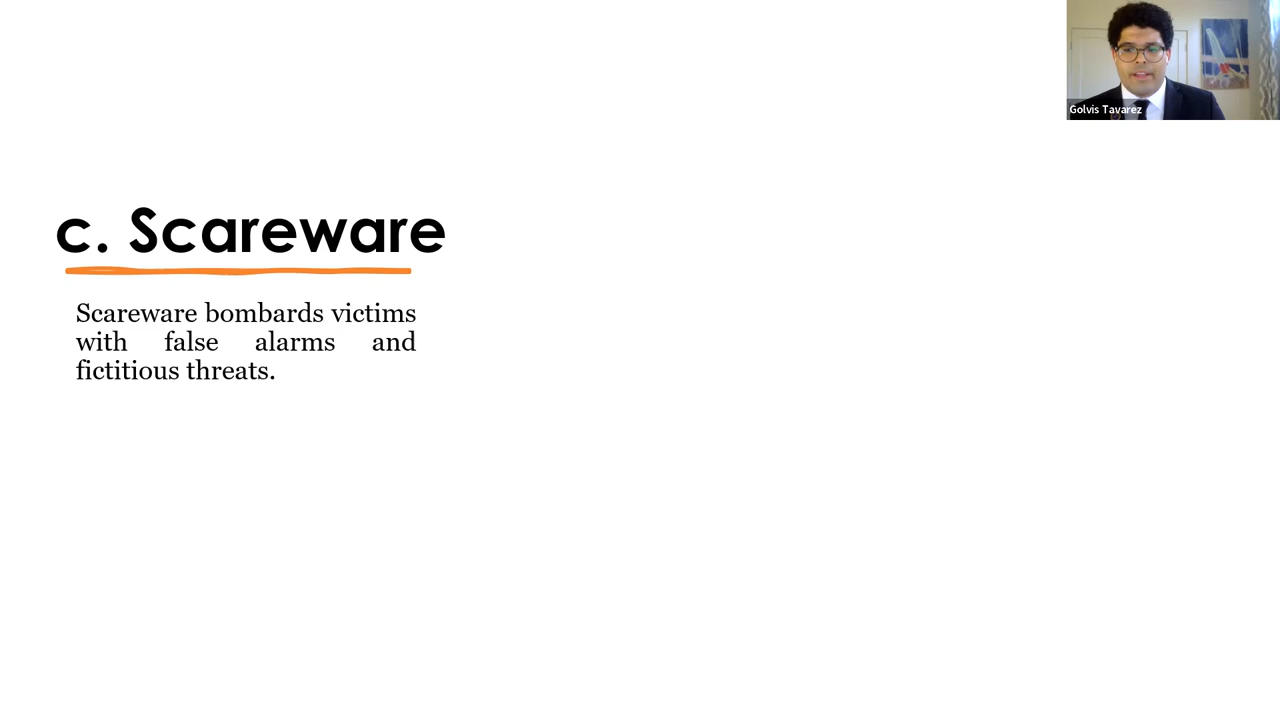 Golvis Tavarez
c. Scareware
Scareware bombards victims
with false alarms and
fictitious threats.